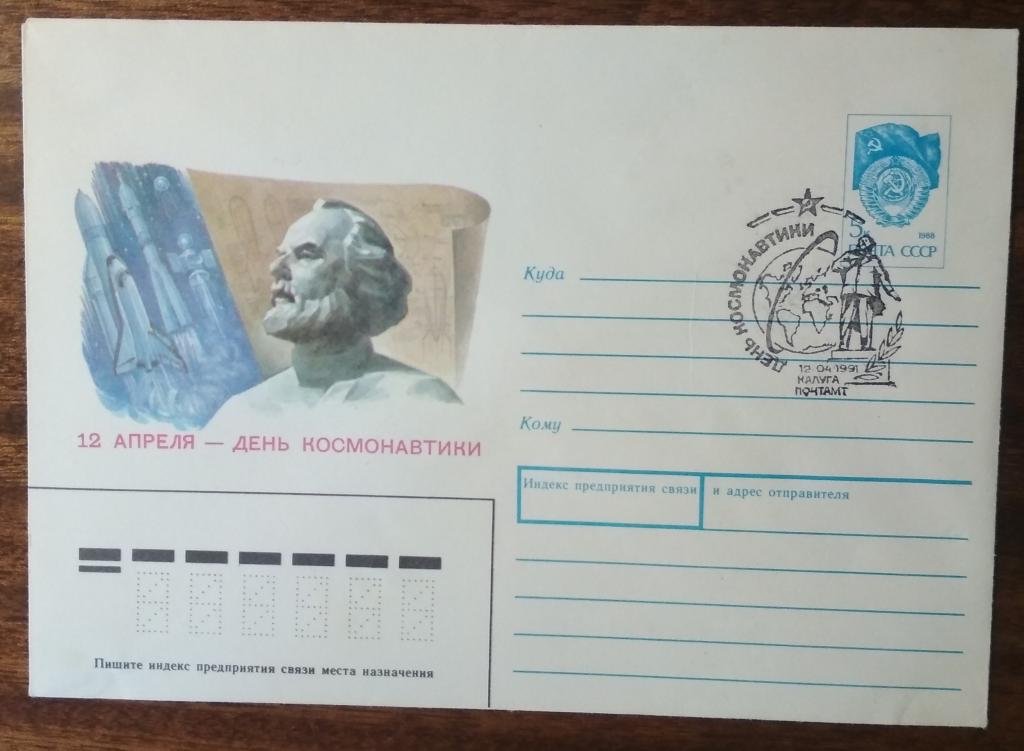 5к
1988
ПОЧТА СССР
ДЕНЬ КОСМОНАВТИКИ
12 04 1991
КАЛУГА
ПОЧТАМТ
12 АПРЕЛЯ — ДЕНЬ КОСМОНАВТИКИ
Куда
Кому
Индекс предприятия связи и адрес отправителя
Пишите индекс предприятия связи места назначения